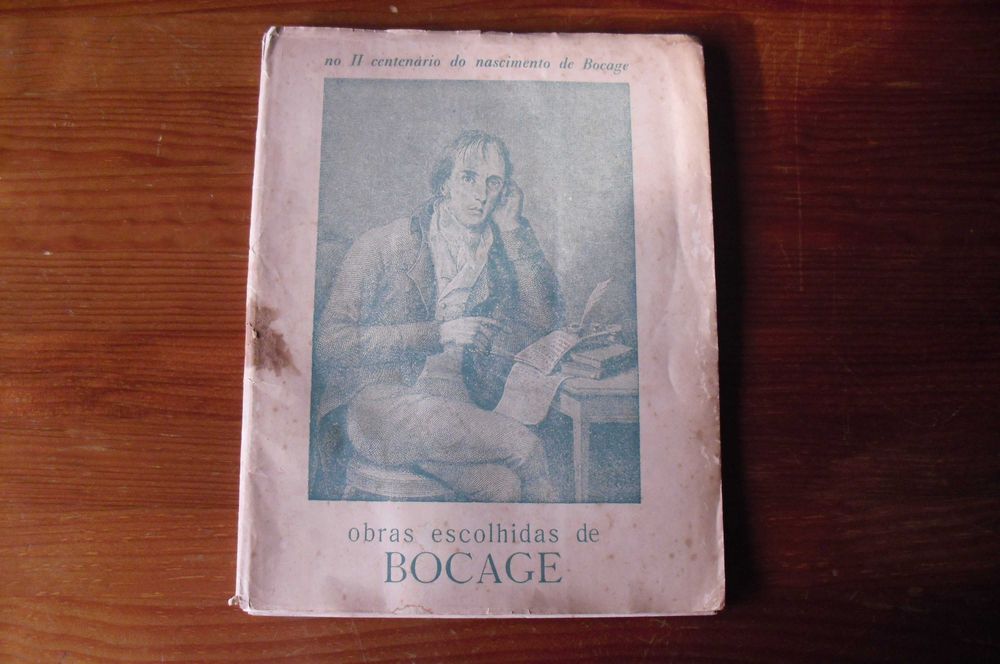 no II centenário do nascimento de Bocage
obras escolhidas de
BOCAGE